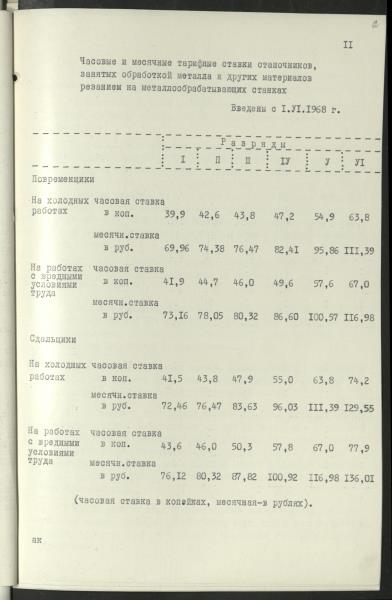 II
Часовые и месячные тарифные ставки станочников,
занятых обработкой металла и других материалов
резанием на металлообрабатывающих станках
Введены с I.УI.I968 г.
Разряды
I П Ш IУ У УI
Повременщики
На холодных часовая ставка
работах в коп. 39,9 42,6 43,8 47,2 54,9 63,8
месячн.ставка
в руб. 69,96 74,38 76,47 82,4I 95,86 III,39
На работах часовая ставка
с вредными
условиями в коп. 4I,9 44,7 46,0 49,6 57,6 67,0
труда
месячн.ставка
в руб. 73,I6 78,05 80,32 86,60 I00,57 II6,98
Сдельщики
На холодных часовая ставка
работах в коп. 4I,5 43,8 47,9 55,0 63,8 74,2
месячн.ставка
в руб. 72,46 76,47 83,63 96,03 III,39 I29,55
На работах часовая ставка
с вредными в коп. 43,6 46,0 50,3 57,8 67,0 77,9
условиями
труда месячн.ставка
в руб. 76,I2 80,32 87,82 I00,92 II6,98 I36,0I
(часовая ставка в копейках, месячная-в рублях).
ак